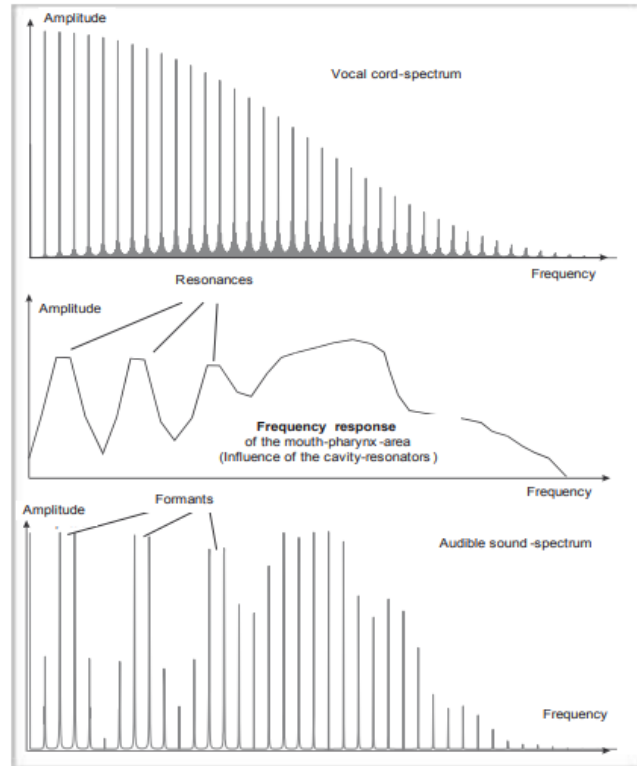 Amplitude
Vocal cord-spectrum
Frequency
Resonances
Amplitude
Frequency response
of the mouth-pharynx-area
(Influence of the cavity-resonators)
Frequency
Formants
Amplitude
Audible sound-spectrum
Frequency